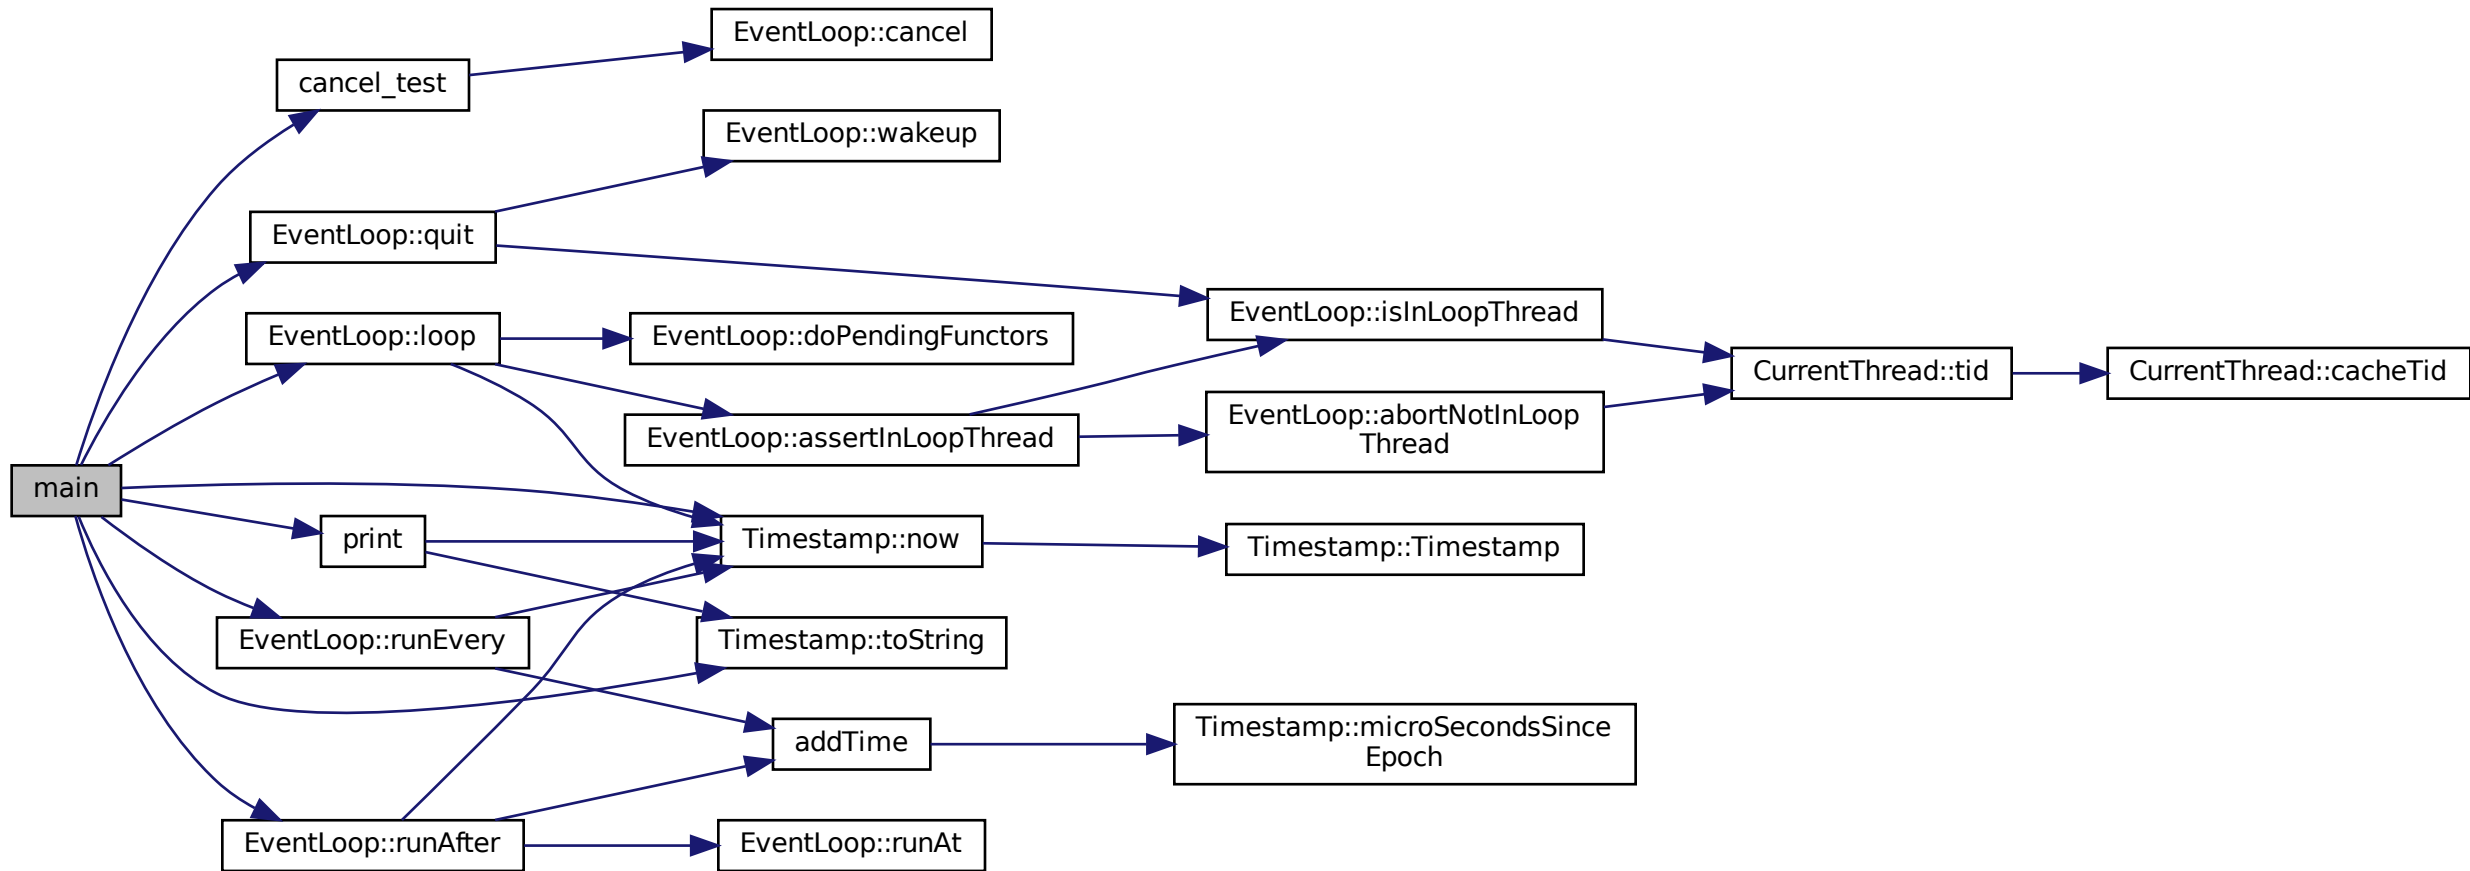 EventLoop::cancel
cancel_test
EventLoop::wakeup
EventLoop::quit
EventLoop::isInLoopThread
EventLoop::loop
EventLoop::doPendingFunctors
CurrentThread::tid
CurrentThread::cacheTid
EventLoop::assertInLoopThread
EventLoop::abortNotInLoop
Thread
main
print
Timestamp::now
Timestamp::Timestamp
EventLoop::runEvery
Timestamp::toString
addTime
Timestamp::microSecondsSince
Epoch
EventLoop::runAfter
EventLoop::runAt